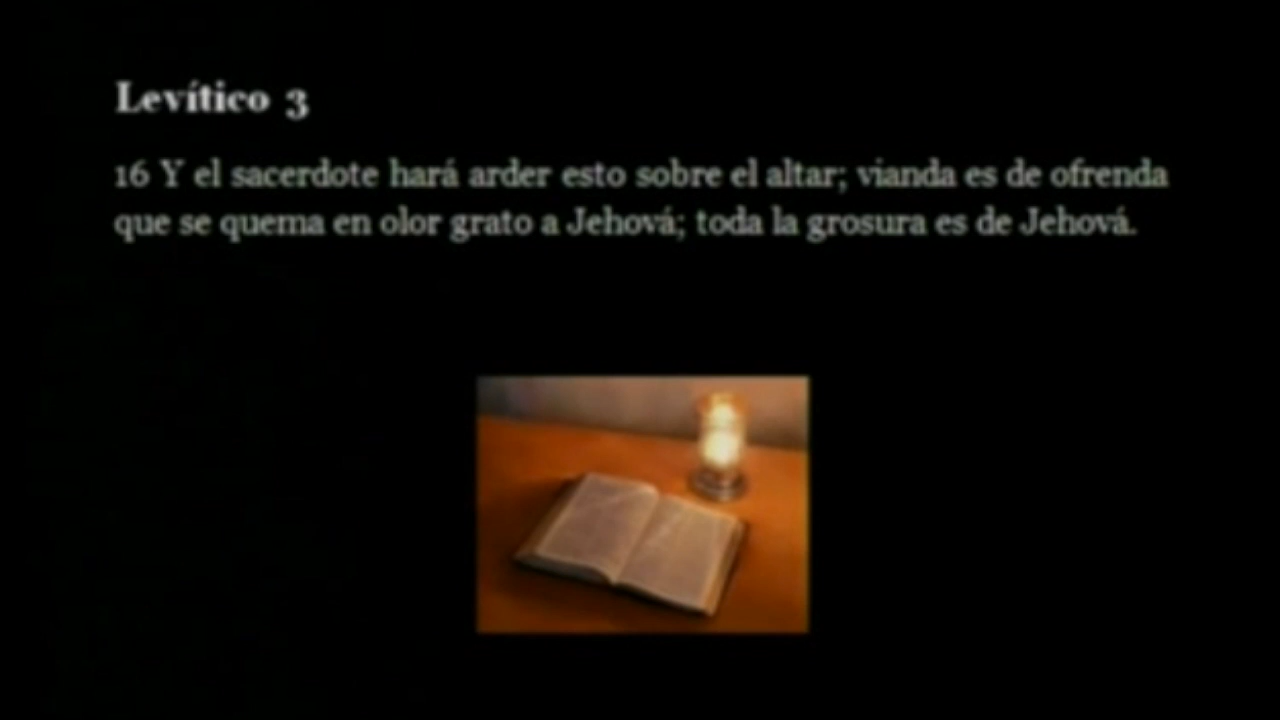 Levítico 3
16 Y el sacerdote hará arder esto sobre el altar; vianda es de ofrenda
que se quema en olor grato a Jehová; toda la grosura es de Jehová.